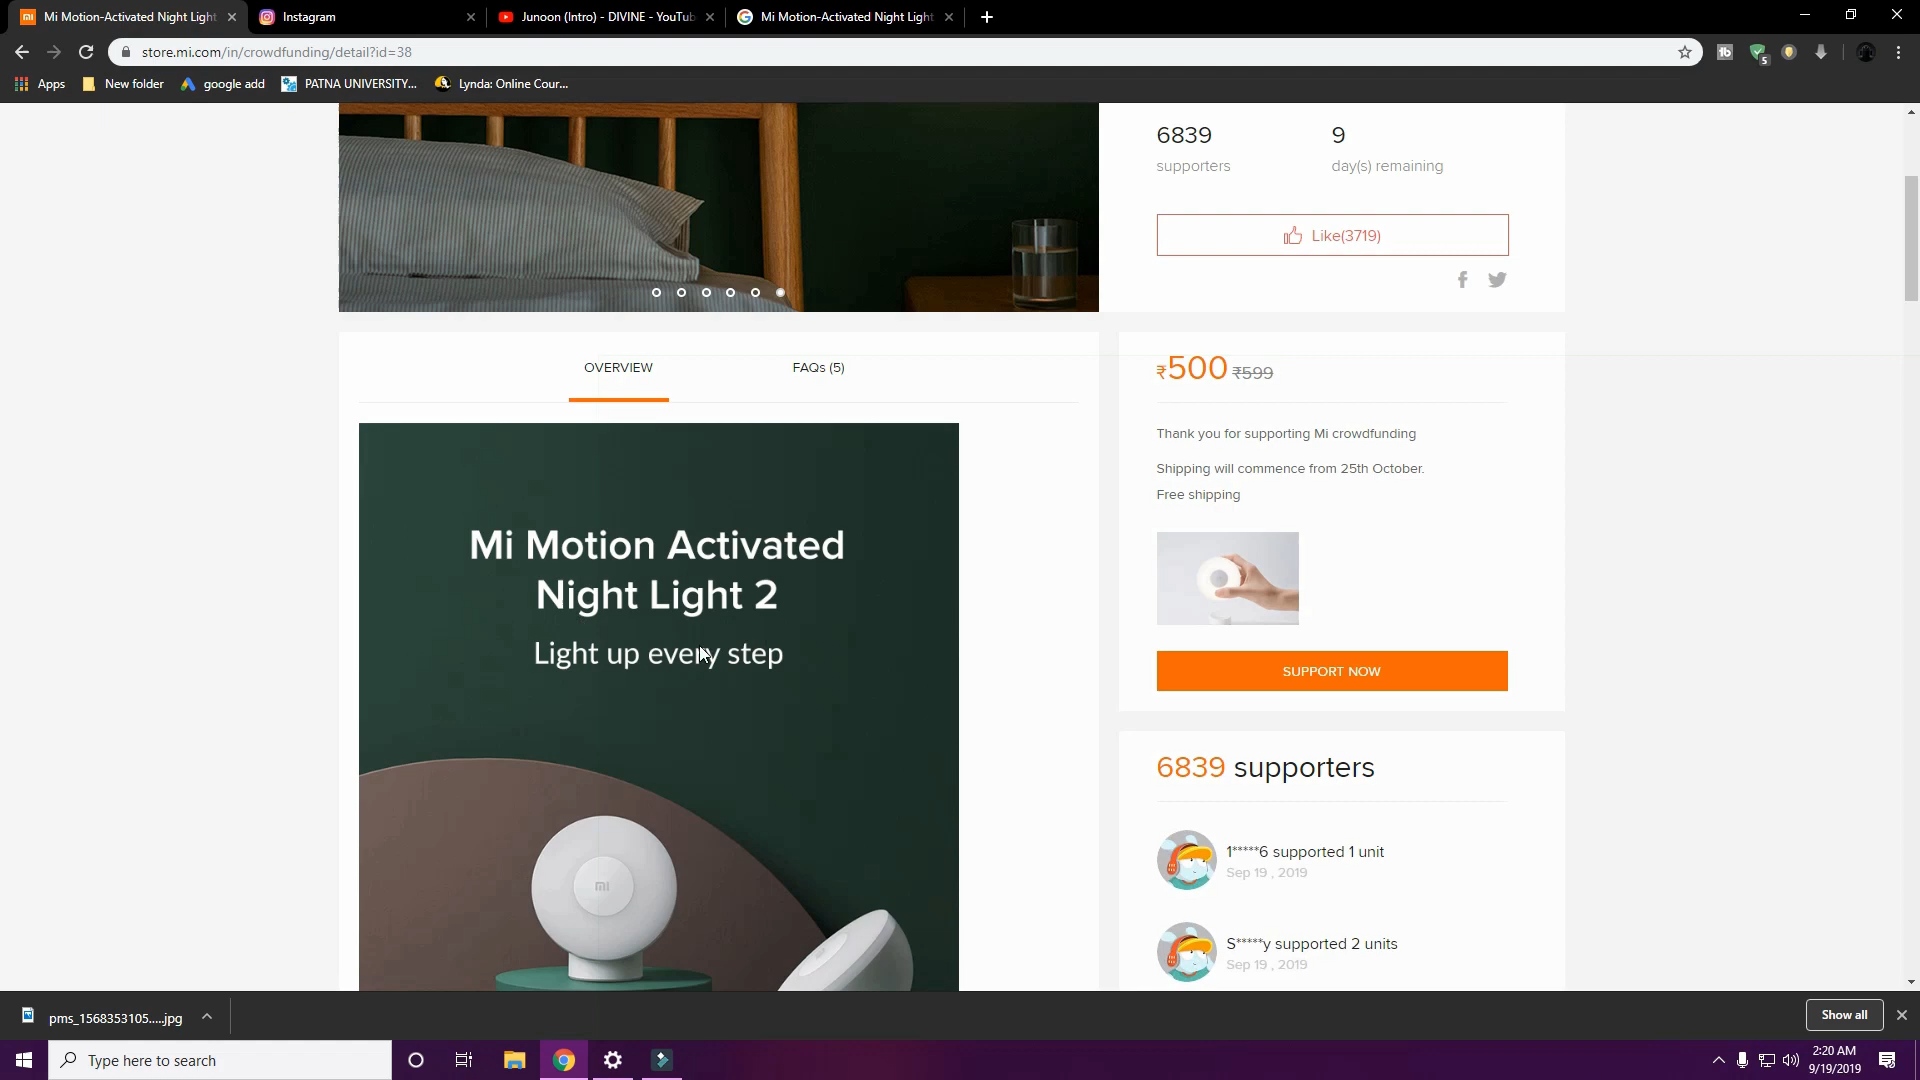 Mi Motion-Activated Night Light
Instagram
Junoon (Intro) - DIVINE - YouTub
Mi Motion-Activated Night Light
store.mi.com/in/crowdfunding/detail?id=38
Apps
New folder
google add
PATNA UNIVERSITY...
Lynda: Online Cour...
6839
9
supporters
day(s) remaining
Like(3719)
OVERVIEW
FAQs (5)
₹500 ₹599
Thank you for supporting Mi crowdfunding
Shipping will commence from 25th October.
Free shipping
Mi Motion Activated
Night Light 2
Light up every step
SUPPORT NOW
6839 supporters
1*****6 supported 1 unit
Sep 19 , 2019
S*****y supported 2 units
Sep 19 , 2019
pms_1568353105.....jpg
Show all
Type here to search
2:20 AM
9/19/2019